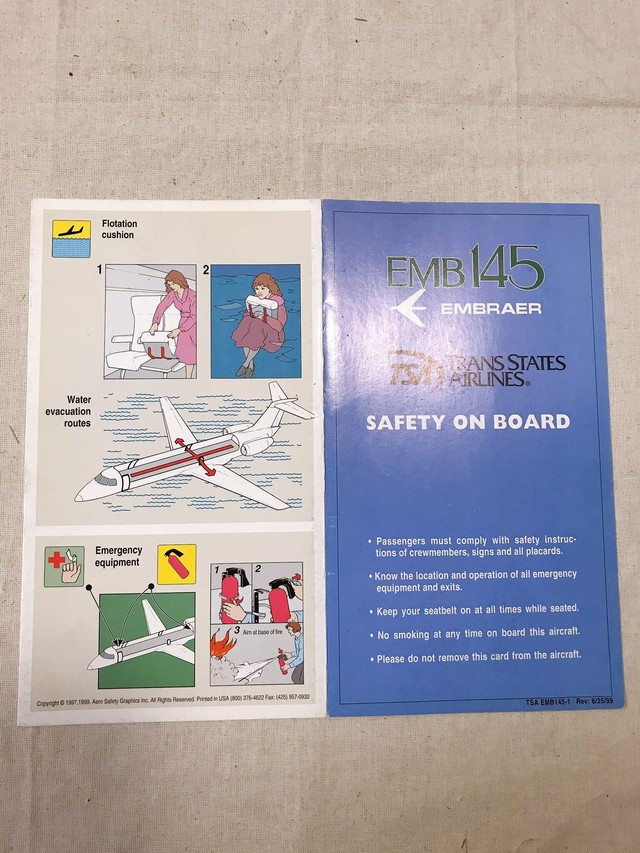 Flotation
cushion
1
2
Water
evacuation
routes
Emergency
equipment
1
2
3 Aim at base of fire
Copyright © 1997,1999. Aero Safety Graphics Inc. All Rights Reserved. Printed in USA (800) 376-4622 Fax: (425) 957-0932
EMB 145
EMBRAER
TSA
TRANS STATES
AIRLINES®
SAFETY ON BOARD
• Passengers must comply with safety instruc-
tions of crewmembers, signs and all placards.
• Know the location and operation of all emergency
equipment and exits.
• Keep your seatbelt on at all times while seated.
• No smoking at any time on board this aircraft.
• Please do not remove this card from the aircraft.
TSA EMB145-1 Rev: 6/25/99